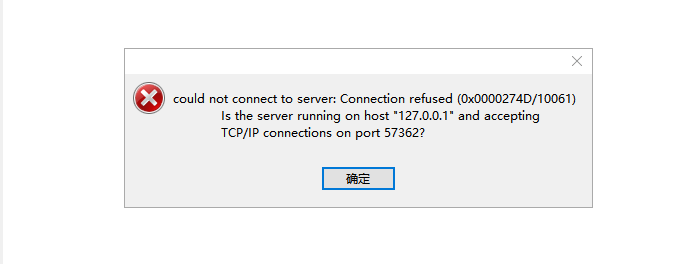 could not connect to server: Connection refused (0x0000274D/10061)
Is the server running on host "127.0.0.1" and accepting
TCP/IP connections on port 57362?
确定